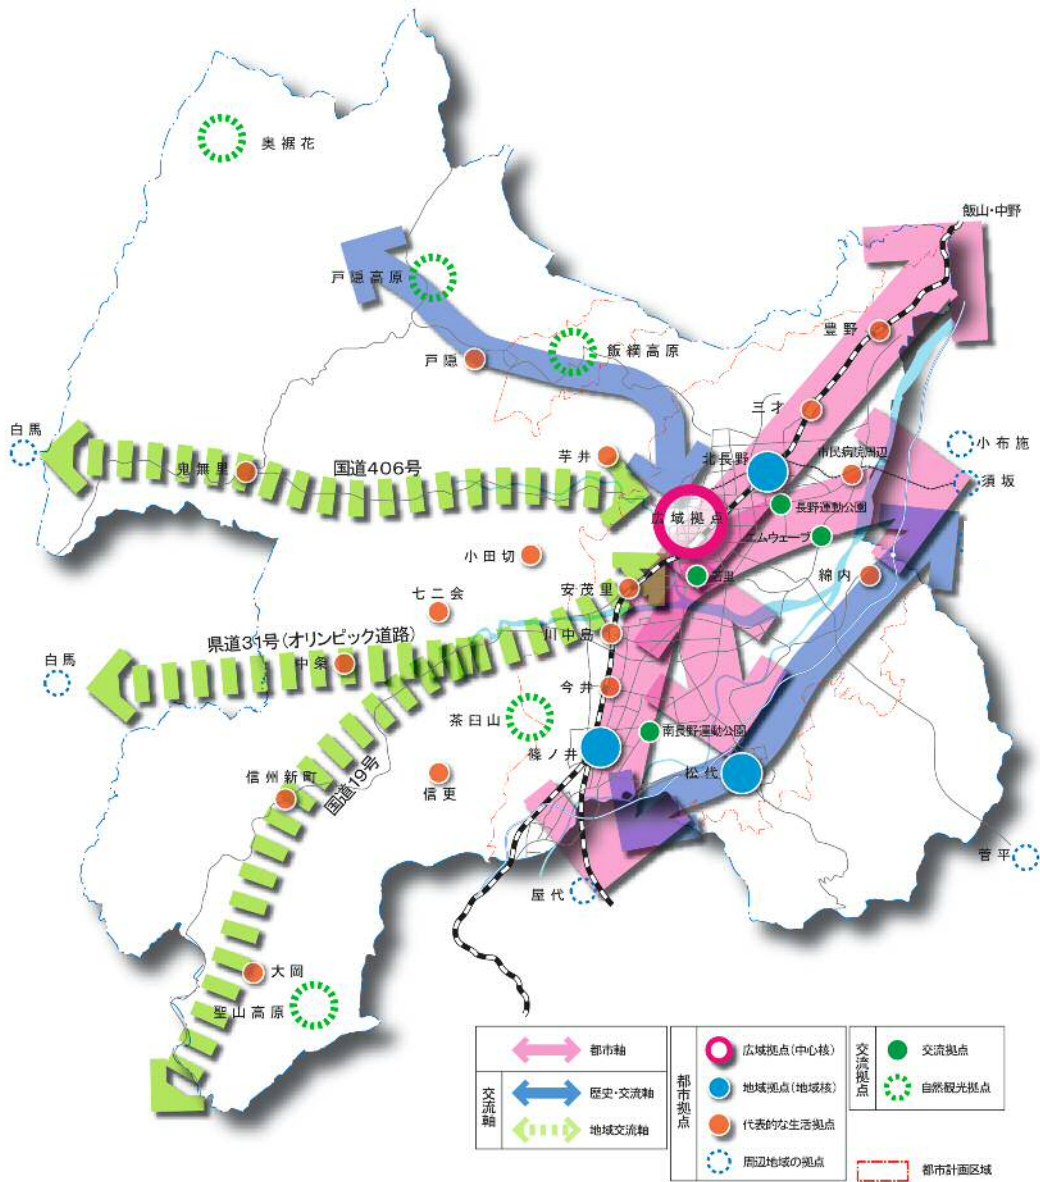 奥裾花
飯山・中野
戸隠高原
豊野
飯綱高原
戸隠
三才
白馬
小布施
芋井
北長野
市民病院周辺
国道406号
鬼無里
須坂
長野運動公園
広域拠点
エムウェーブ
小田切
若里
綿内
安茂里
七二会
県道31号(オリンピック道路)
川中島
中条
白馬
今井
茶臼山
南長野運動公園
篠ノ井
松代
信州新町
国道19号
信更
菅平
屋代
大岡
聖山高原
都市軸
交流軸
歴史・交流軸
地域交流軸
都市拠点
広域拠点(中心核)
地域拠点(地域核)
代表的な生活拠点
周辺地域の拠点
交流拠点
交流拠点
自然観光拠点
都市計画区域